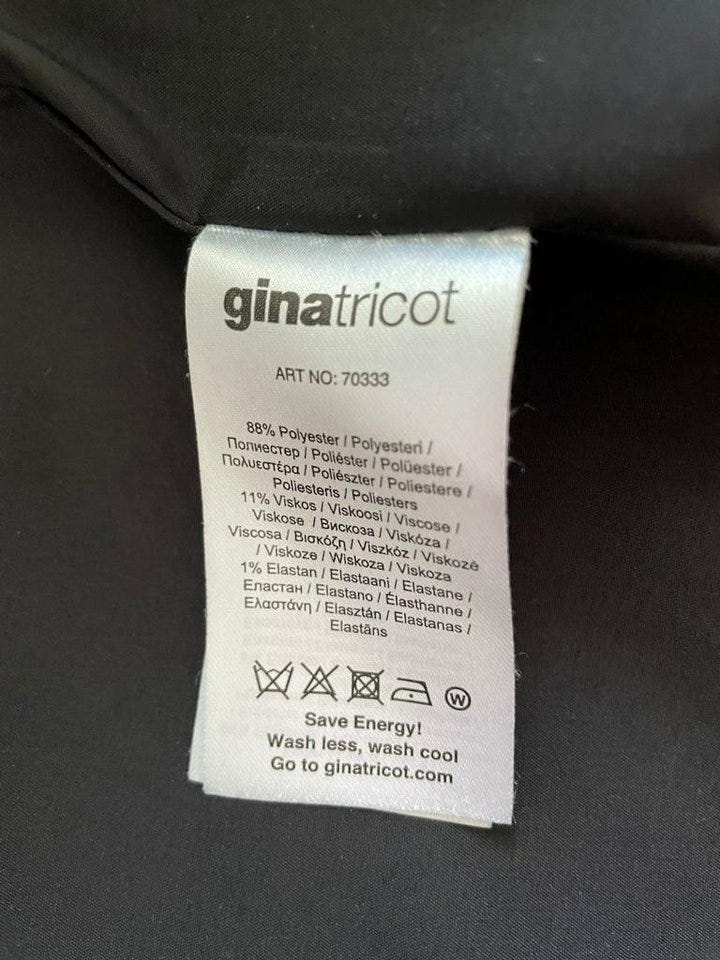 ginatricot
ART NO: 70333
88% Polyester / Polyesteri /
Полиестер / Poliéster / Polüester /
Πολυεστέρα / Poliészter / Poliestere /
Poliesteris / Poliesters
11% Viskos / Viskoosi / Viscose /
Viskose / Вискоза / Viskóza /
Viscosa / Βισκόζη / Viszkóz / Viskozė
/ Viskoze / Wiskoza / Viskoza
1% Elastan / Elastaani / Elastane /
Еластан / Elastano / Élasthanne /
Ελαστάνη / Elasztán / Elastanas /
Elastāns
W
Save Energy!
Wash less, wash cool
Go to ginatricot.com